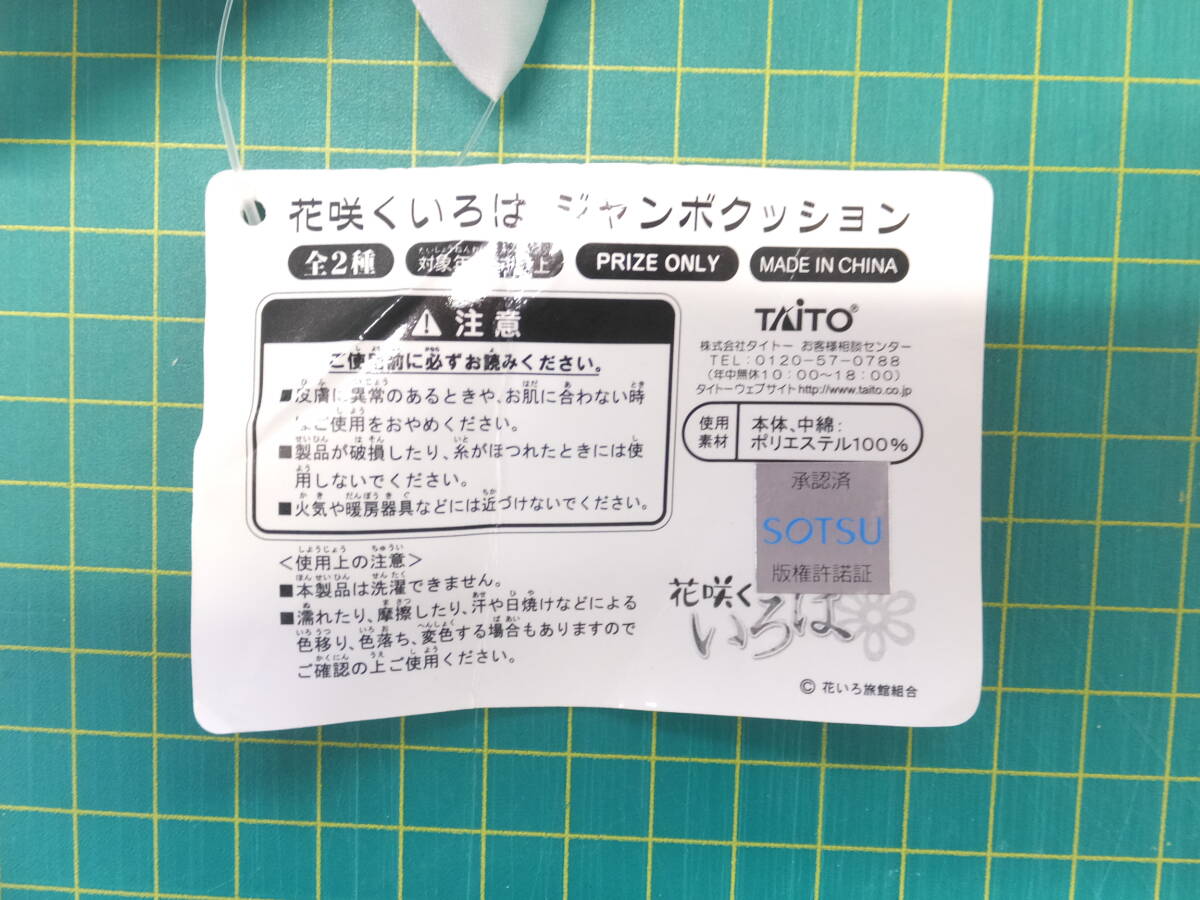 花咲くいろは ジャンボクッション
全2種
対象年 上
PRIZE ONLY
MADE IN CHINA
注意
ご使用前に必ずお読みください。
■皮膚に異常のあるときや、お肌に合わない時
はご使用をおやめください。
■製品が破損したり、糸がほつれたときには使
用しないでください。
■火気や暖房器具などには近づけないでください。
<使用上の注意>
■本製品は洗濯できません。
■濡れたり、摩擦したり、汗や日焼けなどによる
色移り、色落ち、変色する場合もありますので
ご確認の上ご使用ください。
TAITO®
株式会社タイトー お客様相談センター
TEL:0120-57-0788
(年中無休10:00~18:00)
タイトーウェブサイト http://www.taito.co.jp
使用
素材
本体、中綿:
ポリエステル100%
承認済
SOTSU
版権許諾証
花咲く
いろは
© 花いろ旅館組合